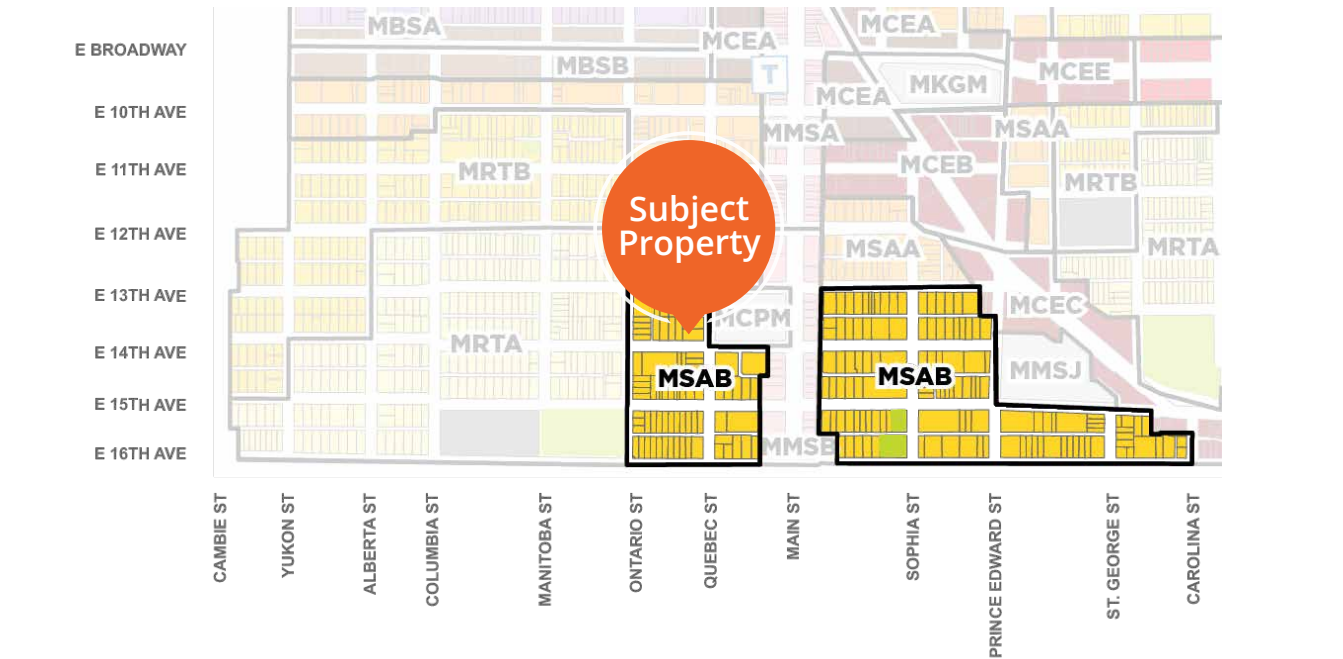 MBSA
MCEA
MCEA
E BROADWAY
MBSB
T
MCEE
MKGM
MCEA
E 10TH AVE
MMSA
MSAA
E 11TH AVE
MRTB
MCEB
MRTB
Subject
Property
E 12TH AVE
MSAA
MRTA
E 13TH AVE
MCPM
MCEC
MRTA
E 14TH AVE
MSAB
MSAB
MMSJ
E 15TH AVE
MMSB
E 16TH AVE
CAMBIE ST
YUKON ST
ALBERTA ST
COLUMBIA ST
MANITOBA ST
ONTARIO ST
QUEBEC ST
MAIN ST
SOPHIA ST
PRINCE EDWARD ST
ST. GEORGE ST
CAROLINA ST